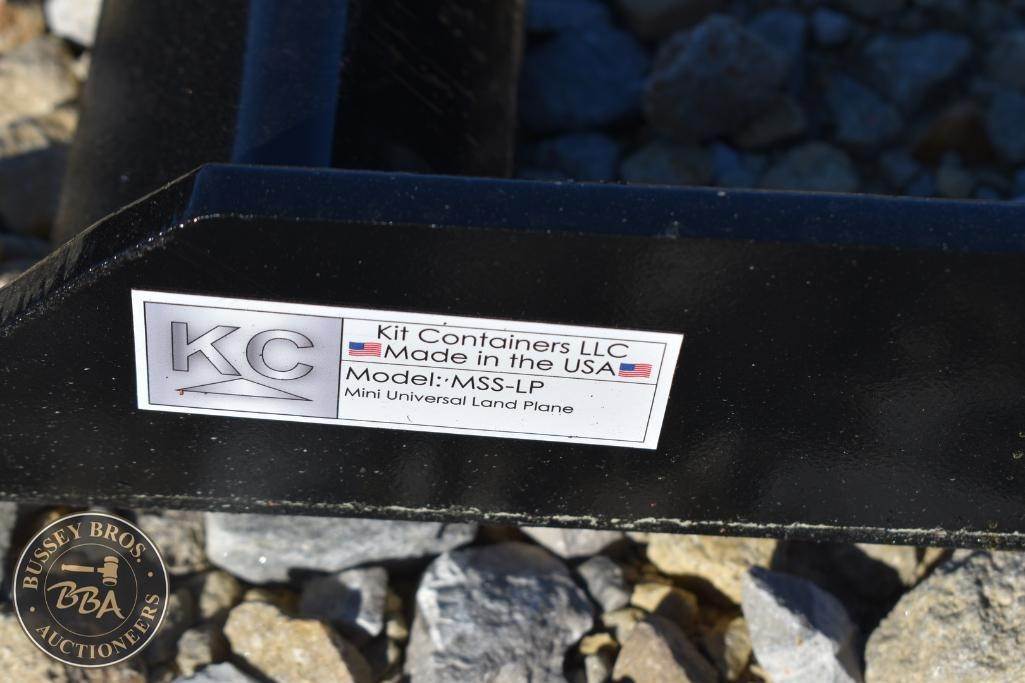 KC
Kit Containers LLC
Made in the USA
Model: MSS-LP
Mini Universal Land Plane
BUSSEY BROS.
BBA
AUCTIONEERS